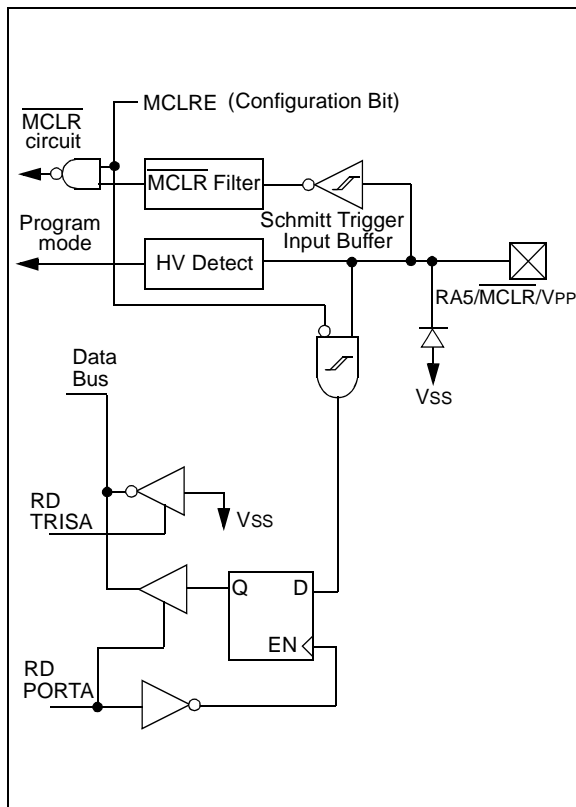 MCLRE (Configuration Bit)
MCLR
circuit
MCLR Filter
Schmitt Trigger
Input Buffer
Program
mode
HV Detect
RA5/MCLR/VPP
VSS
Data
Bus
RD
TRISA
VSS
Q
D
EN
RD
PORTA